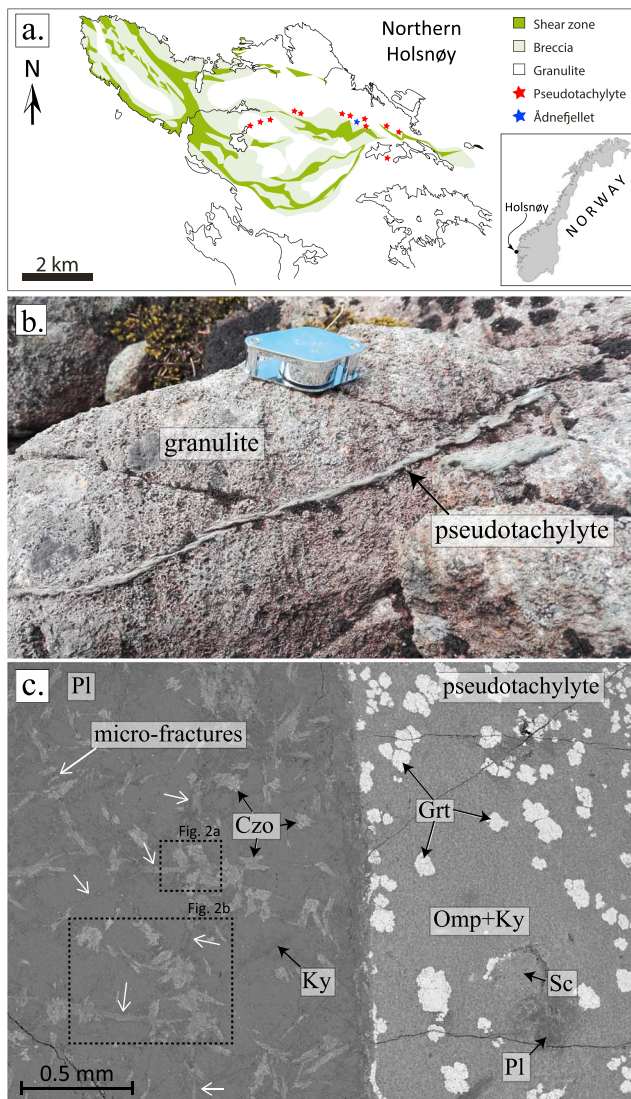 a.
Northern
Holsnøy
N
Shear zone
Breccia
Granulite
Pseudotachylyte
Ådnefjellet
Holsnøy
NORWAY
2 km
b.
granulite
pseudotachylyte
c.
Pl
pseudotachylyte
micro-fractures
Grt
Czo
Fig. 2a
Fig. 2b
Omp+Ky
Ky
Sc
Pl
0.5 mm